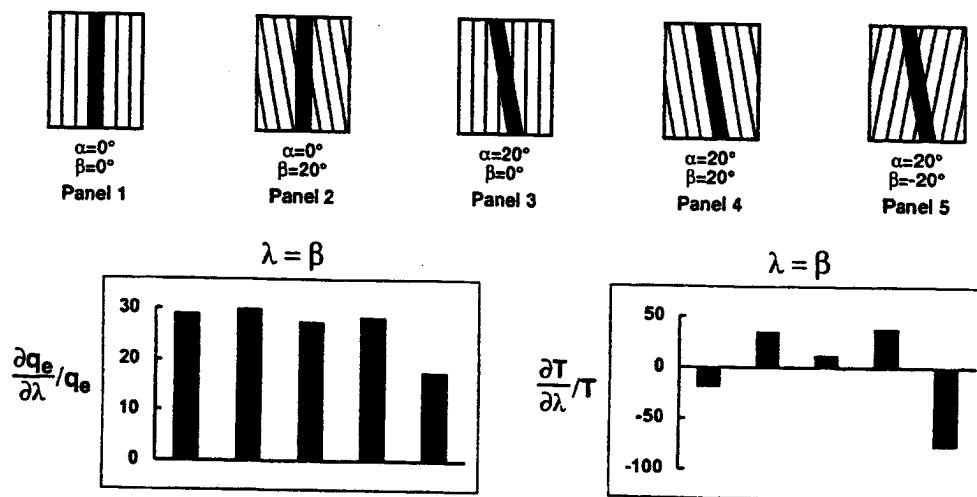 α=0°
β=0°
Panel 1
α=0°
β=20°
Panel 2
α=20°
β=0°
Panel 3
α=20°
β=20°
Panel 4
α=20°
β=-20°
Panel 5
λ = β
30
20
10
0
∂qe/∂λ /qe
λ = β
50
0
-50
-100
∂T/∂λ /T